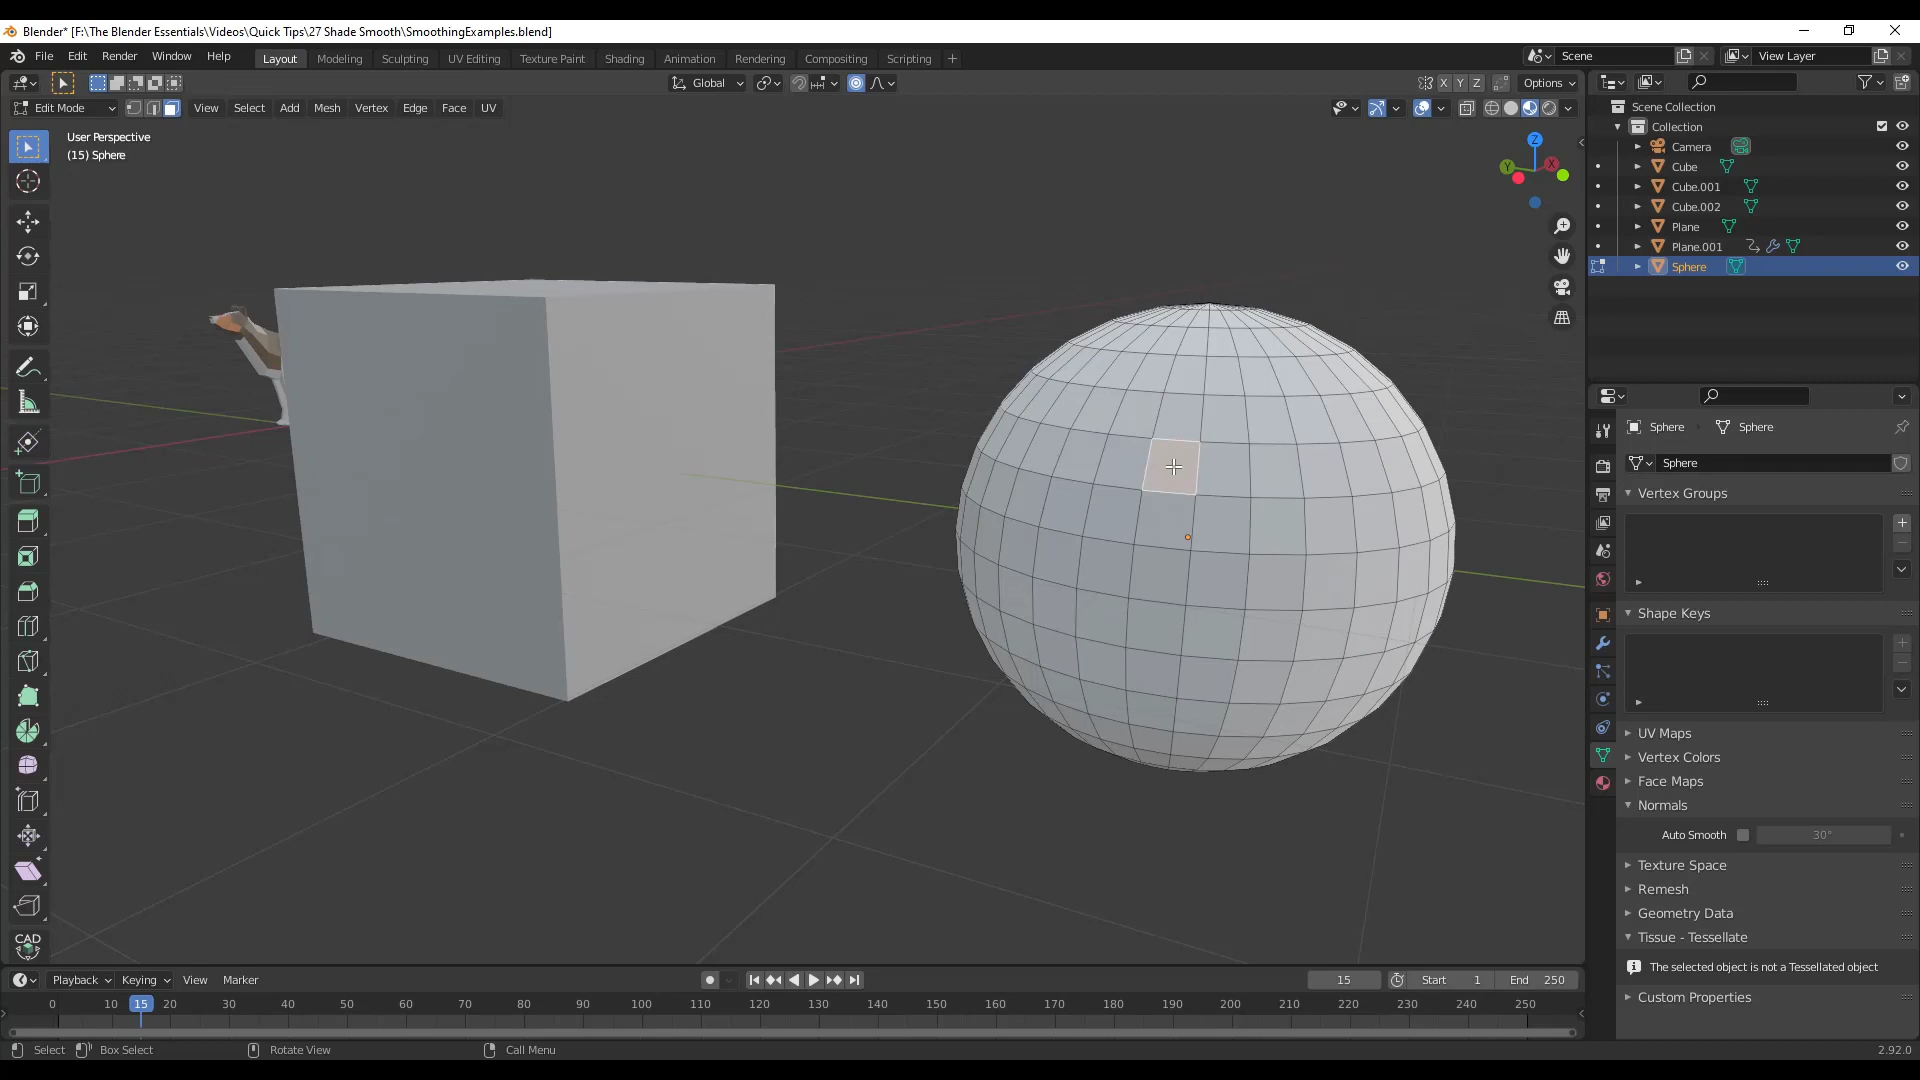 Blender* [F:\The Blender Essentials\Videos\Quick Tips\27 Shade Smooth\SmoothingExamples.blend]
File Edit Render Window Help Layout Modeling Sculpting UV Editing Texture Paint Shading Animation Rendering Compositing Scripting + Scene View Layer
Global X Y Z Options
Edit Mode View Select Add Mesh Vertex Edge Face UV
User Perspective
(15) Sphere
Z
Y X
Scene Collection
Collection
Camera
Cube
Cube.001
Cube.002
Plane
Plane.001
Sphere
Sphere Sphere
Sphere
Vertex Groups
Shape Keys
UV Maps
Vertex Colors
Face Maps
Normals
Auto Smooth 30°
Texture Space
Remesh
Geometry Data
Tissue - Tessellate
The selected object is not a Tessellated object
Custom Properties
CAD
Playback Keying View Marker 15 Start 1 End 250
0 10 15 20 30 40 50 60 70 80 90 100 110 120 130 140 150 160 170 180 190 200 210 220 230 240 250
Select Box Select Rotate View Call Menu 2.92.0